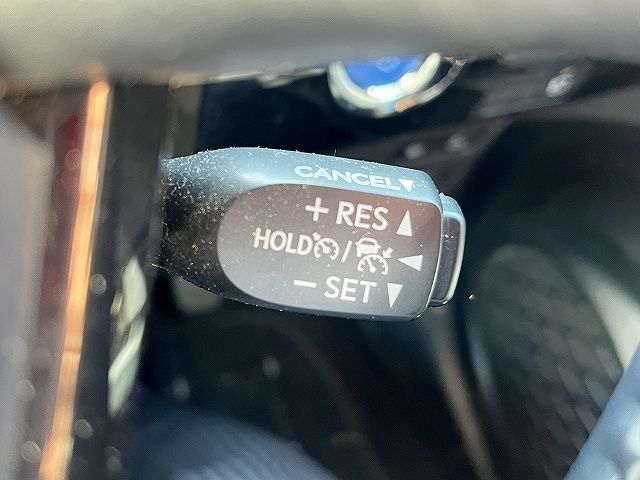 CANCEL▼
+ RES ▲
HOLD / ◀
− SET ▼